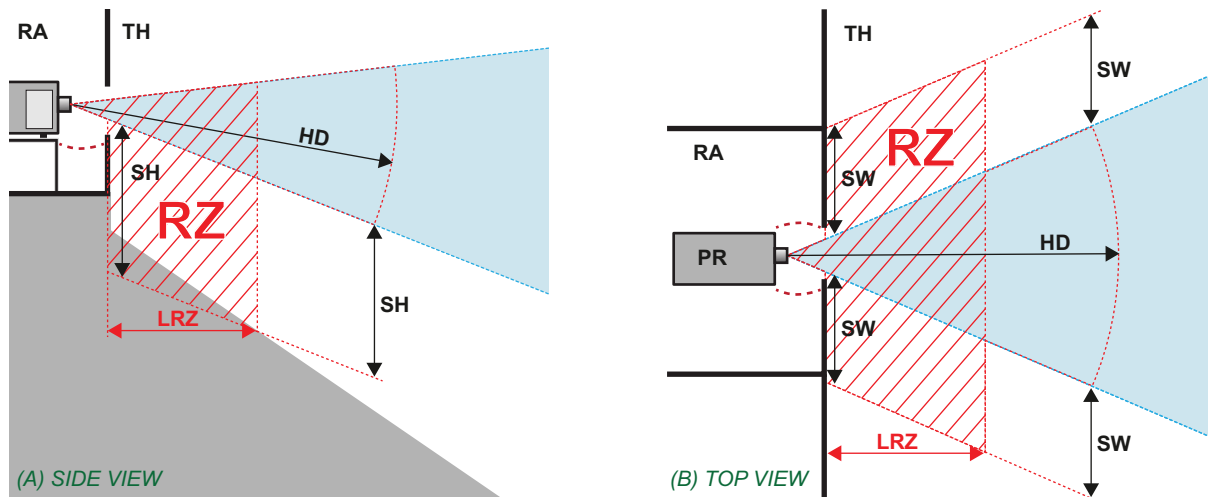 RA
TH
HD
SH
RZ
SH
LRZ
(A) SIDE VIEW
TH
SW
RA
RZ
SW
PR
HD
SW
LRZ
SW
(B) TOP VIEW